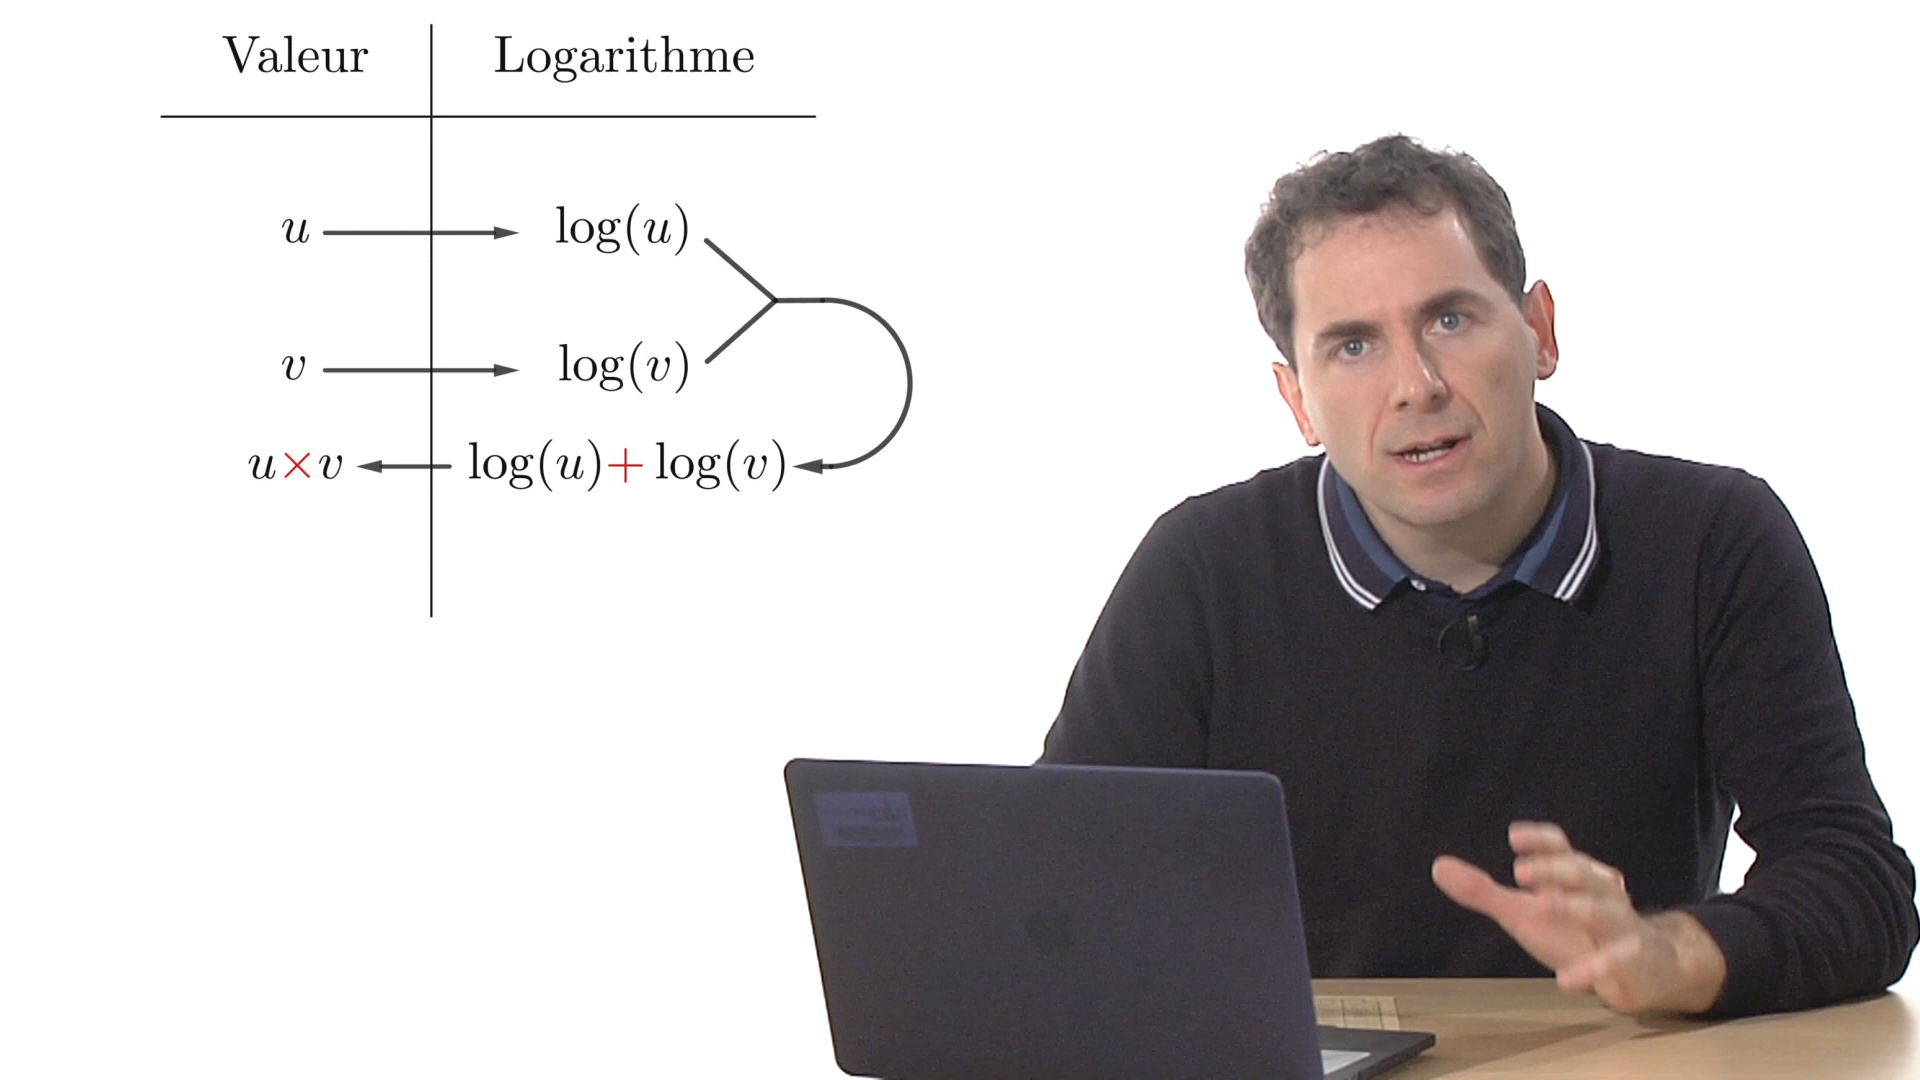 Valeur Logarithme
u log(u)
v log(v)
u×v log(u)+log(v)